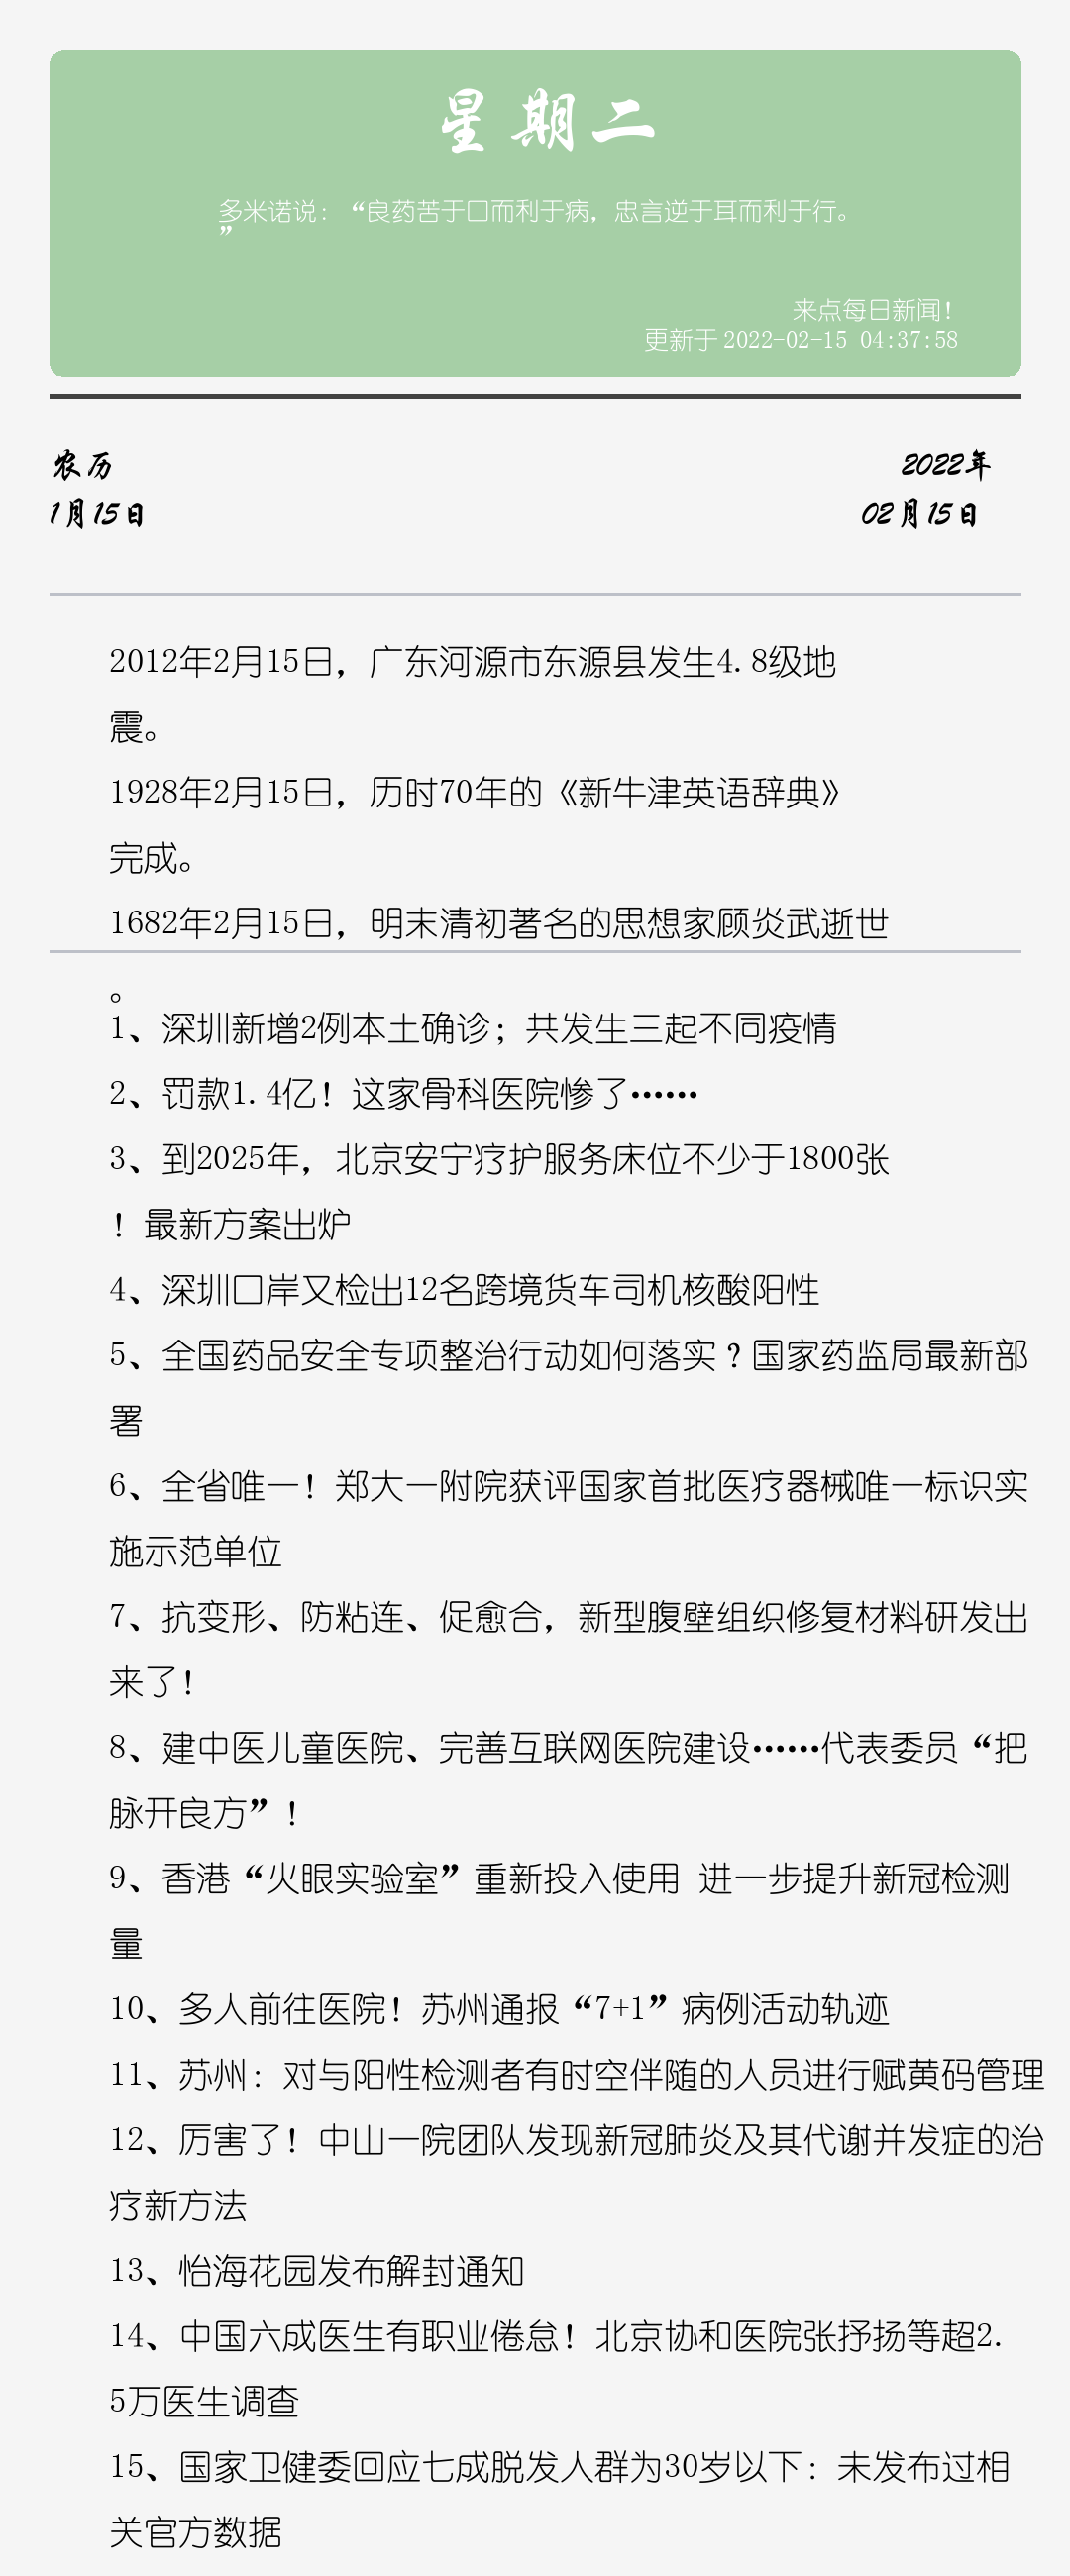 星期二
多米诺说：“良药苦于口而利于病，忠言逆于耳而利于行。
”
来点每日新闻！
更新于 2022-02-15 04:37:58
农历
2022年
1月15日
02月15日
2012年2月15日，广东河源市东源县发生4.8级地
震。
1928年2月15日，历时70年的《新牛津英语辞典》
完成。
1682年2月15日，明末清初著名的思想家顾炎武逝世
。
1、深圳新增2例本土确诊；共发生三起不同疫情
2、罚款1.4亿！这家骨科医院惨了……
3、到2025年，北京安宁疗护服务床位不少于1800张
！最新方案出炉
4、深圳口岸又检出12名跨境货车司机核酸阳性
5、全国药品安全专项整治行动如何落实？国家药监局最新部
署
6、全省唯一！郑大一附院获评国家首批医疗器械唯一标识实
施示范单位
7、抗变形、防粘连、促愈合，新型腹壁组织修复材料研发出
来了！
8、建中医儿童医院、完善互联网医院建设……代表委员“把
脉开良方”！
9、香港“火眼实验室”重新投入使用 进一步提升新冠检测
量
10、多人前往医院！苏州通报“7+1”病例活动轨迹
11、苏州：对与阳性检测者有时空伴随的人员进行赋黄码管理
12、厉害了！中山一院团队发现新冠肺炎及其代谢并发症的治
疗新方法
13、怡海花园发布解封通知
14、中国六成医生有职业倦怠！北京协和医院张抒扬等超2.
5万医生调查
15、国家卫健委回应七成脱发人群为30岁以下：未发布过相
关官方数据